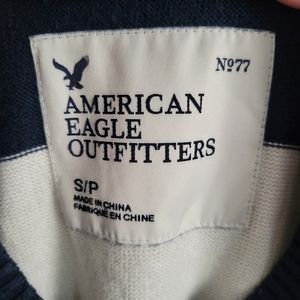 Nº77
AMERICAN
EAGLE
OUTFITTERS
S/P
MADE IN CHINA
FABRIQUÉ EN CHINE